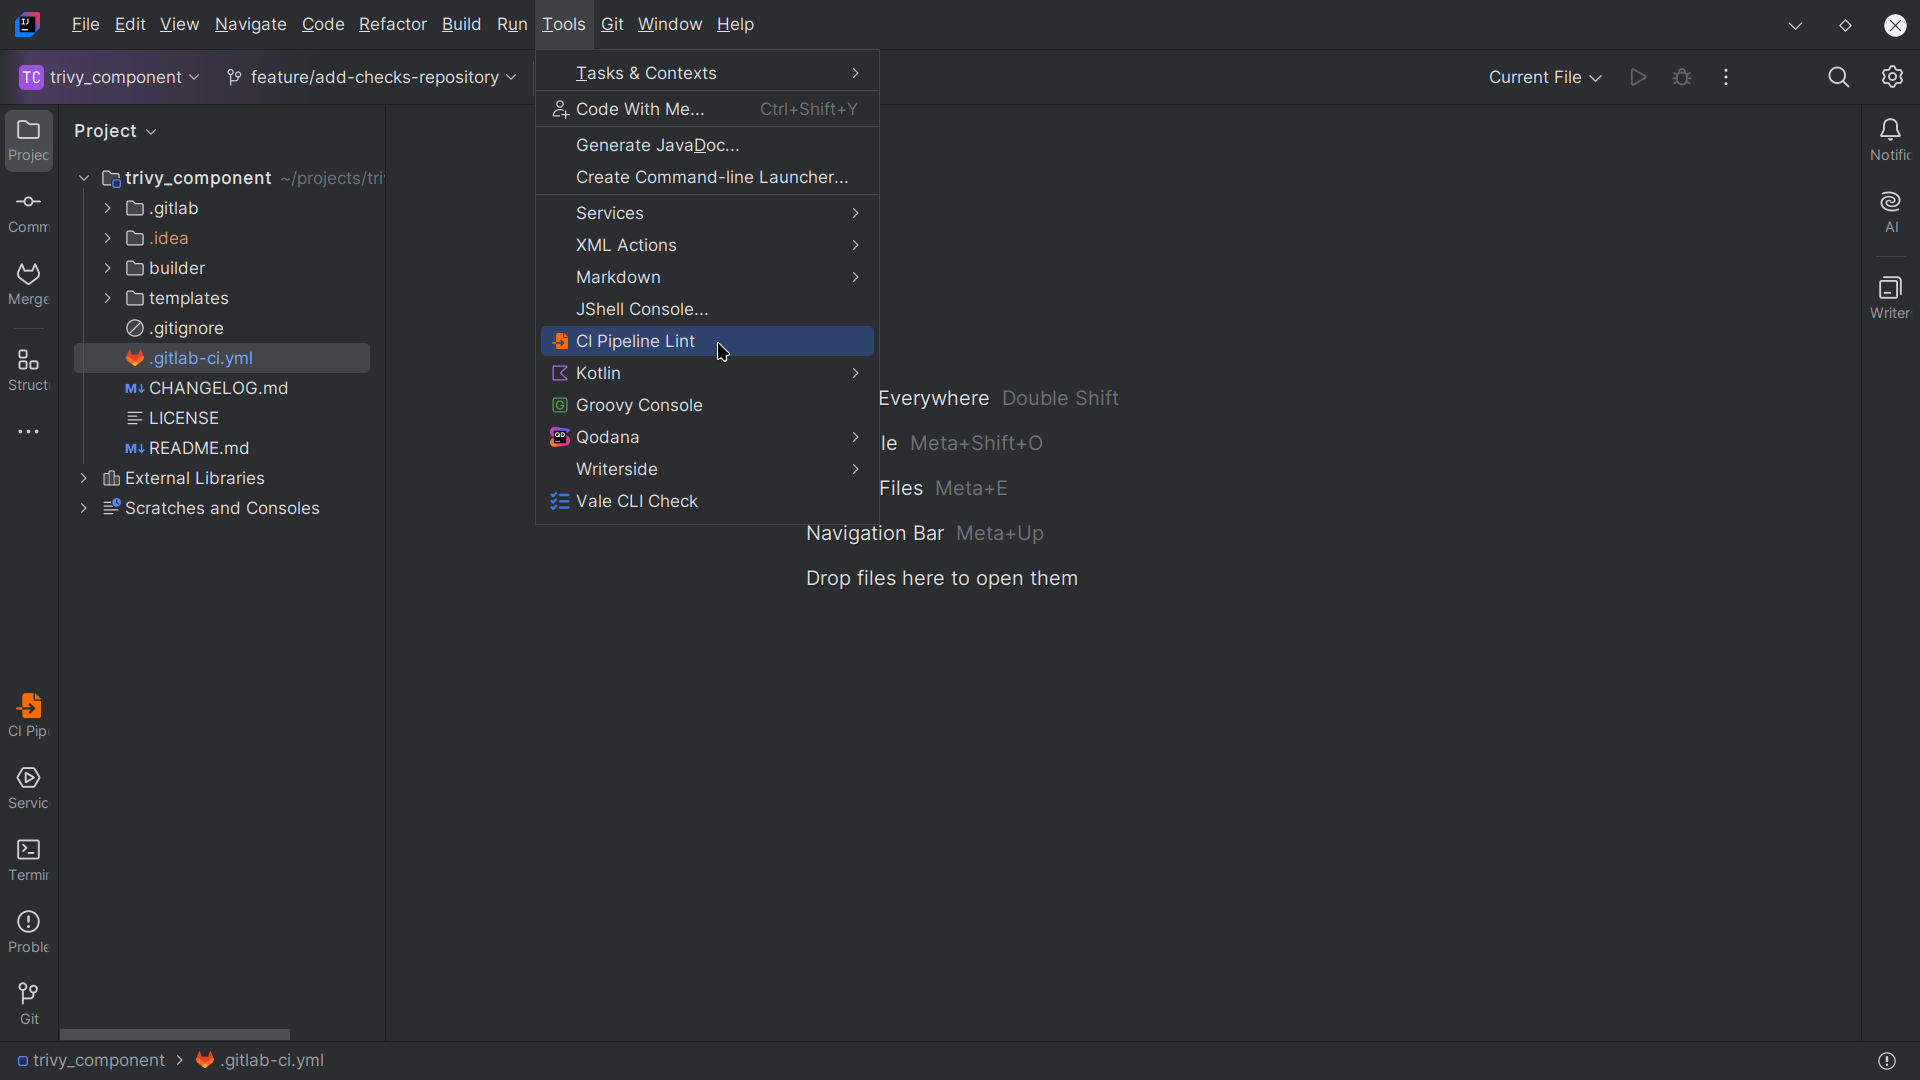 File Edit View Navigate Code Refactor Build Run Tools Git Window Help
TC trivy_component feature/add-checks-repository Current File
Project
trivy_component ~/projects/tri
.gitlab
.idea
builder
templates
.gitignore
.gitlab-ci.yml
M↓ CHANGELOG.md
LICENSE
M↓ README.md
External Libraries
Scratches and Consoles
Projec
Comm
Merge
Struct
CI Pip
Servic
Termin
Proble
Git
Tasks & Contexts
Code With Me... Ctrl+Shift+Y
Generate JavaDoc...
Create Command-line Launcher...
Services
XML Actions
Markdown
JShell Console...
CI Pipeline Lint
Kotlin
G Groovy Console
QD Qodana
Writerside
Vale CLI Check
Everywhere Double Shift
le Meta+Shift+O
Files Meta+E
Navigation Bar Meta+Up
Drop files here to open them
Notific
AI
Writer
trivy_component > .gitlab-ci.yml